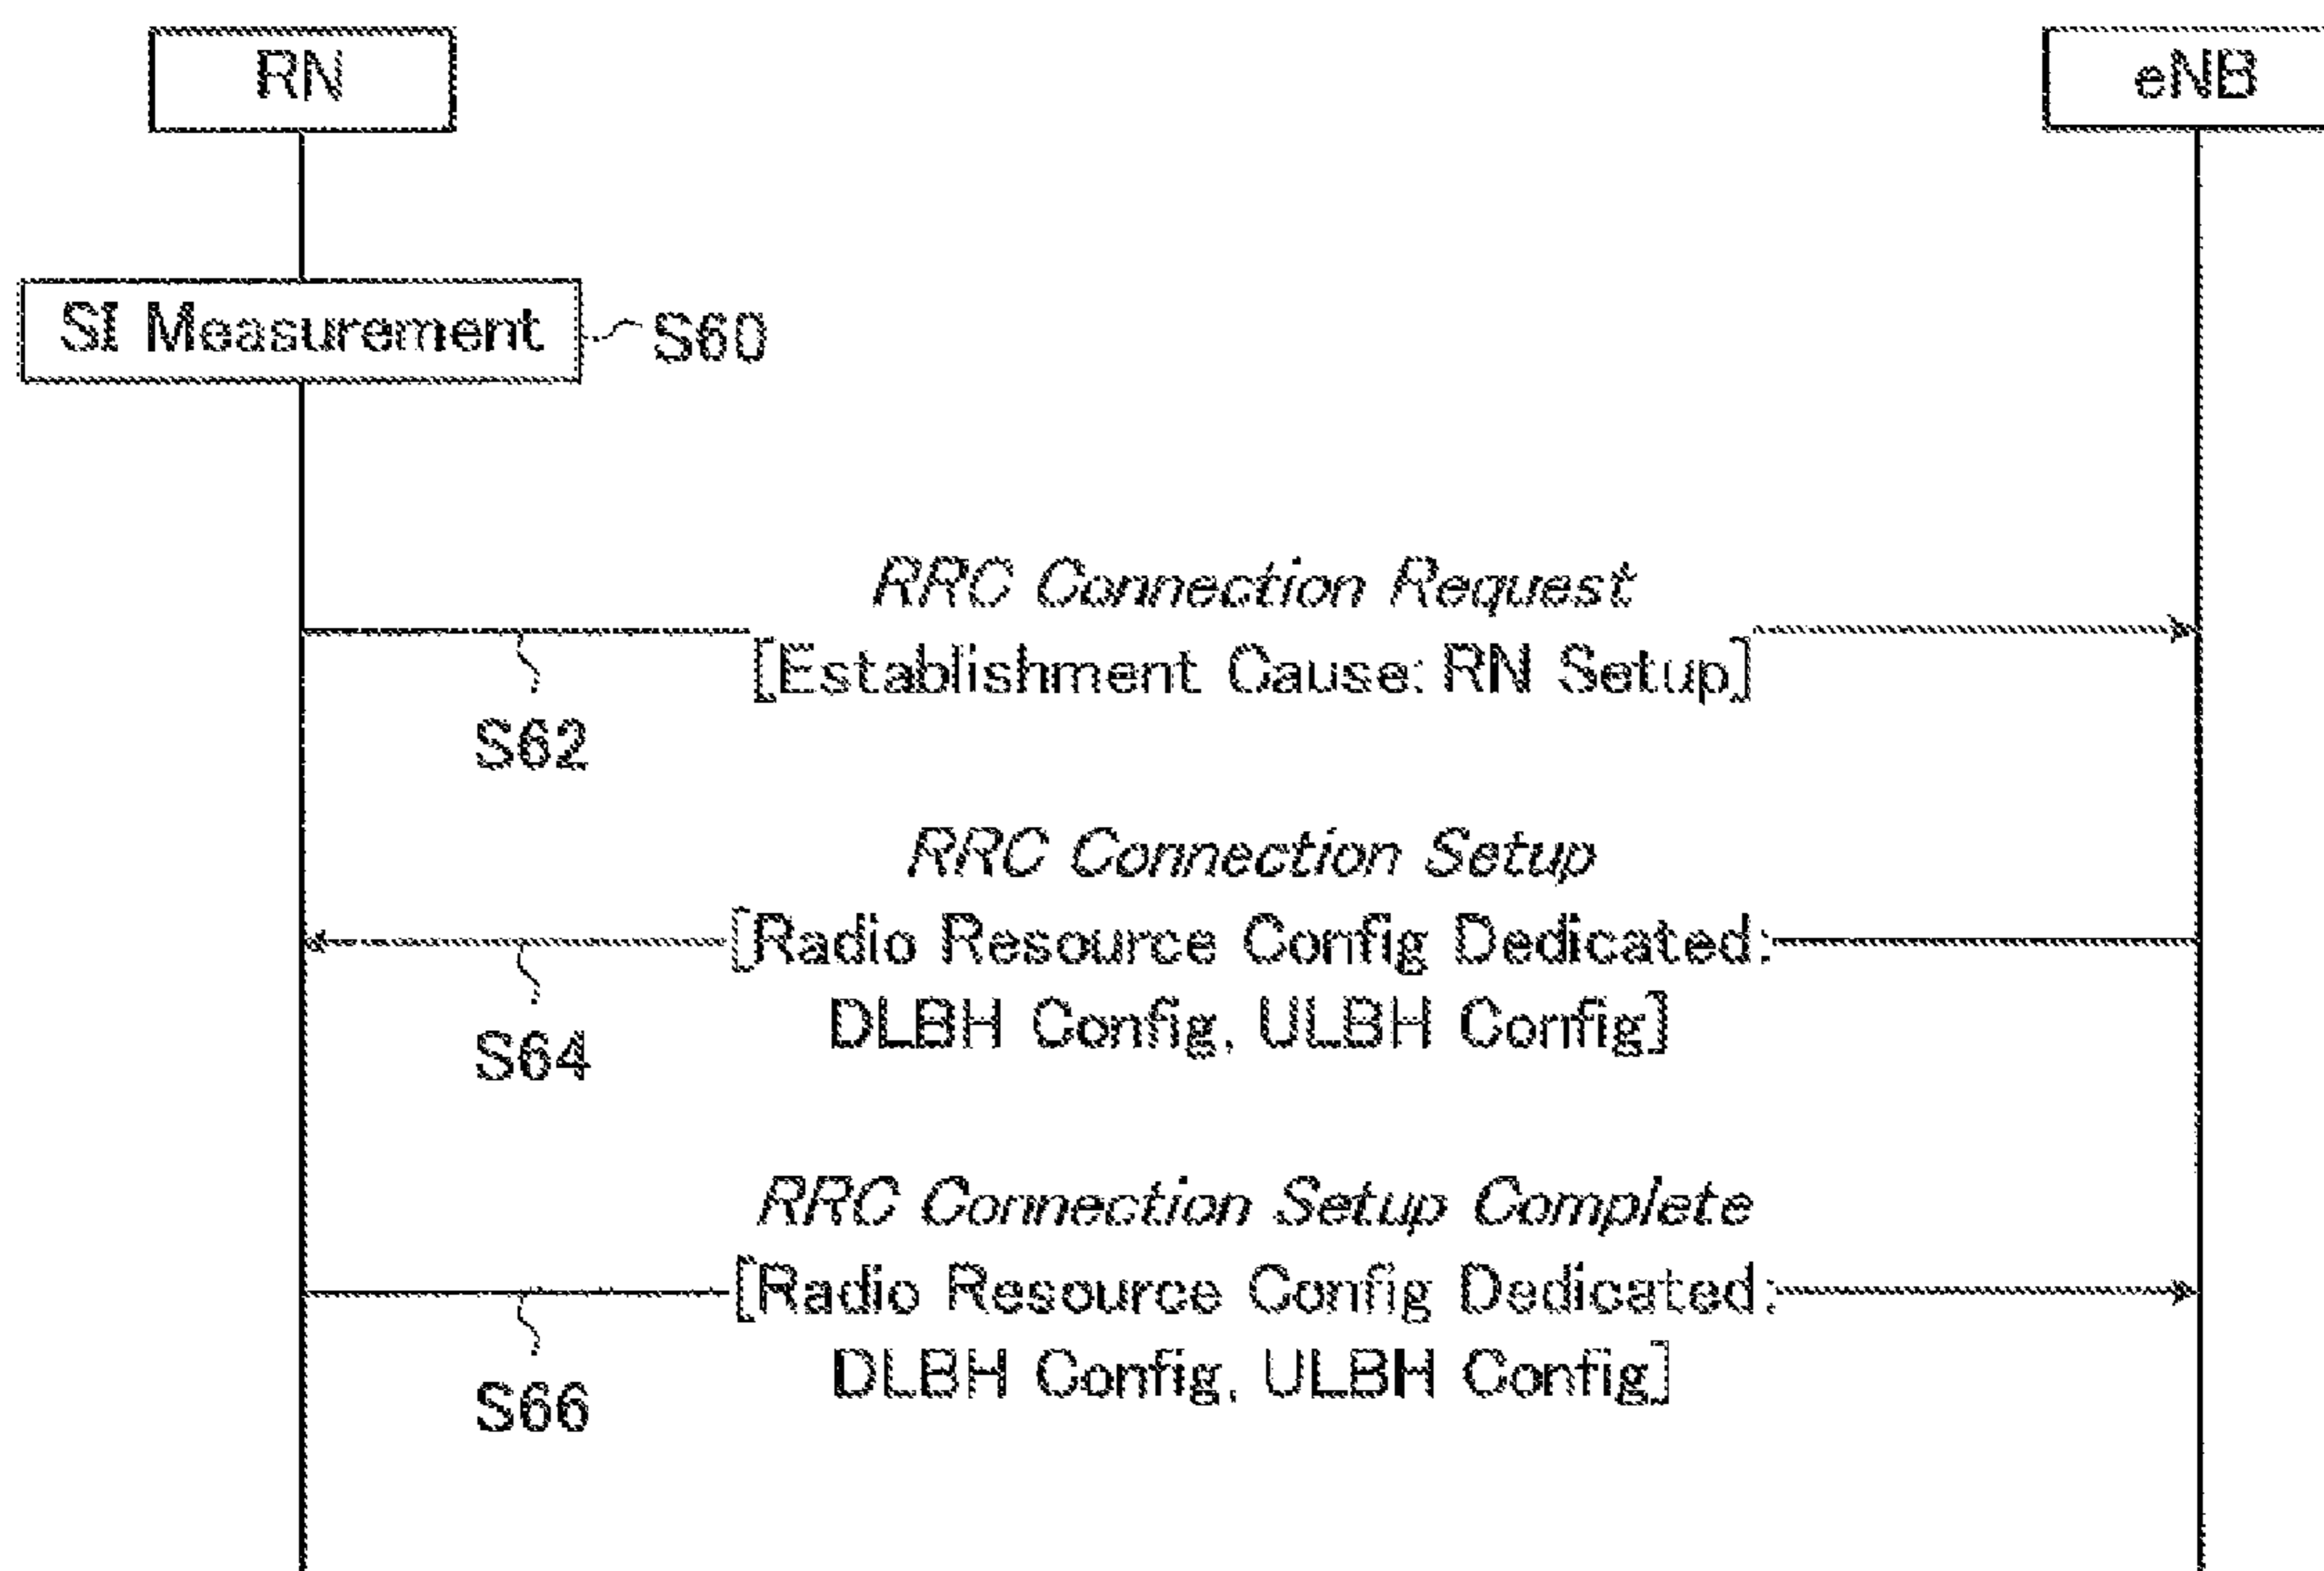 RN
eNB
SI Measurement
S60
RRC Connection Request
[Establishment Cause: RN Setup]
S62
RRC Connection Setup
[Radio Resource Config Dedicated:
DLBH Config, ULBH Config]
S64
RRC Connection Setup Complete
[Radio Resource Config Dedicated:
DLBH Config, ULBH Config]
S66